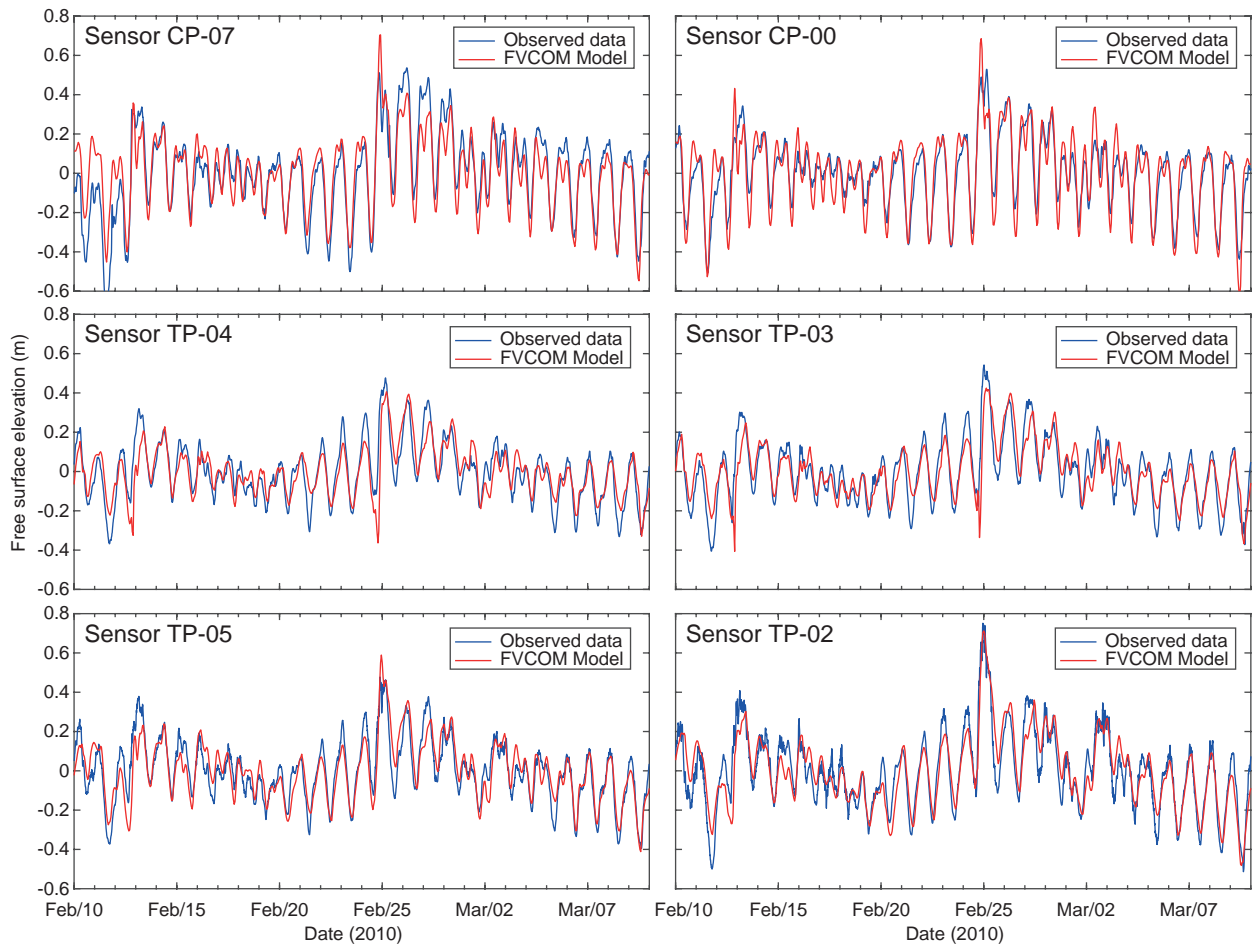 Sensor CP-07
Observed data
FVCOM Model
0.8
0.6
0.4
0.2
0
-0.2
-0.4
-0.6
Sensor CP-00
Observed data
FVCOM Model
Sensor TP-04
Observed data
FVCOM Model
0.8
0.6
0.4
0.2
0
-0.2
-0.4
-0.6
Free surface elevation (m)
Sensor TP-03
Observed data
FVCOM Model
Sensor TP-05
Observed data
FVCOM Model
0.8
0.6
0.4
0.2
0
-0.2
-0.4
-0.6
Sensor TP-02
Observed data
FVCOM Model
Feb/10 Feb/15 Feb/20 Feb/25 Mar/02 Mar/07
Date (2010)
Feb/10 Feb/15 Feb/20 Feb/25 Mar/02 Mar/07
Date (2010)